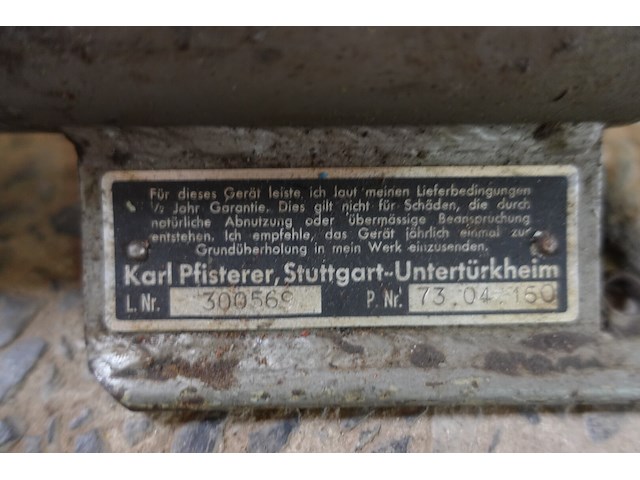 Für dieses Gerät leiste ich laut meinen Lieferbedingungen
½ Jahr Garantie. Dies gilt nicht für Schäden, die durch
natürliche Abnutzung oder übermässige Beanspruchung
entstehen. Ich empfehle, das Gerät jährlich einmal zur
Grundüberholung in mein Werk einzusenden.
Karl Pfisterer, Stuttgart-Untertürkheim
L. Nr. 300569 P. Nr. 73.04.160